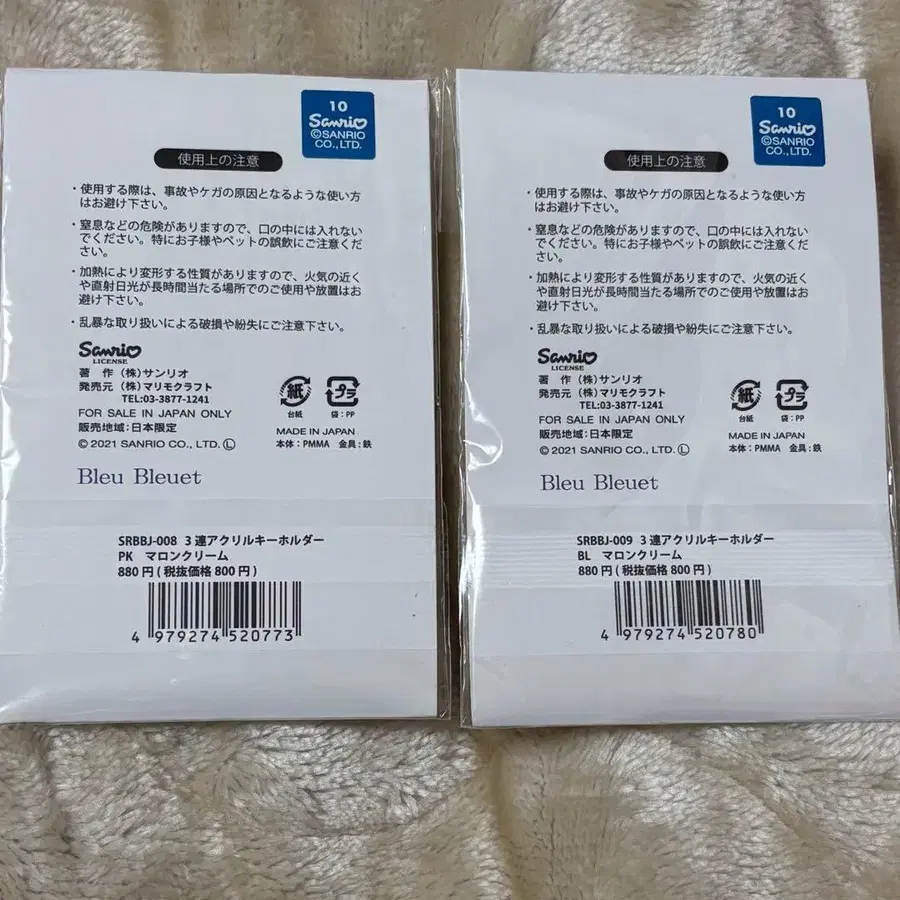 10
Sanrio
©SANRIO
CO.,LTD.
使用上の注意
・使用する際は、事故やケガの原因となるような使い方
はお避け下さい。
・窒息などの危険がありますので、口の中には入れない
でください。特にお子様やペットの誤飲にご注意くだ
さい。
・加熱により変形する性質がありますので、火気の近く
や直射日光が長時間当たる場所でのご使用や放置はお
避け下さい。
・乱暴な取り扱いによる破損や紛失にご注意下さい。
Sanrio
LICENSE
著 作 (株)サンリオ
発売元 (株)マリモクラフト
TEL:03-3877-1241
FOR SALE IN JAPAN ONLY
販売地域:日本限定
© 2021 SANRIO CO., LTD. Ⓛ
紙
台紙
プラ
袋:PP
MADE IN JAPAN
本体:PMMA 金具:鉄
Bleu Bleuet
SRBBJ-008 3連アクリルキーホルダー
PK マロンクリーム
880円(税抜価格800円)
4 979274 520773
10
Sanrio
©SANRIO
CO.,LTD.
使用上の注意
・使用する際は、事故やケガの原因となるような使い方
はお避け下さい。
・窒息などの危険がありますので、口の中には入れない
でください。特にお子様やペットの誤飲にご注意くだ
さい。
・加熱により変形する性質がありますので、火気の近く
や直射日光が長時間当たる場所でのご使用や放置はお
避け下さい。
・乱暴な取り扱いによる破損や紛失にご注意下さい。
Sanrio
LICENSE
著 作 (株)サンリオ
発売元 (株)マリモクラフト
TEL:03-3877-1241
FOR SALE IN JAPAN ONLY
販売地域:日本限定
© 2021 SANRIO CO., LTD. Ⓛ
紙
台紙
プラ
袋:PP
MADE IN JAPAN
本体:PMMA 金具:鉄
Bleu Bleuet
SRBBJ-009 3連アクリルキーホルダー
BL マロンクリーム
880円(税抜価格800円)
4 979274 520780